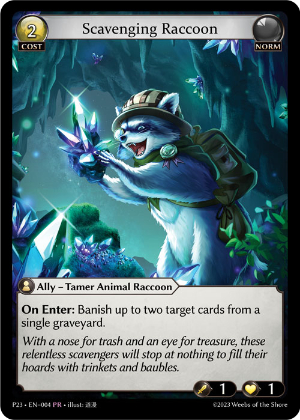 2
COST
Scavenging Raccoon
NORM
Ally – Tamer Animal Raccoon
On Enter: Banish up to two target cards from a
single graveyard.
With a nose for trash and an eye for treasure, these
relentless scavengers will stop at nothing to fill their
hoards with trinkets and baubles.
1
1
P23 • EN–004 PR • illust:
©2023 Weebs of the Shore